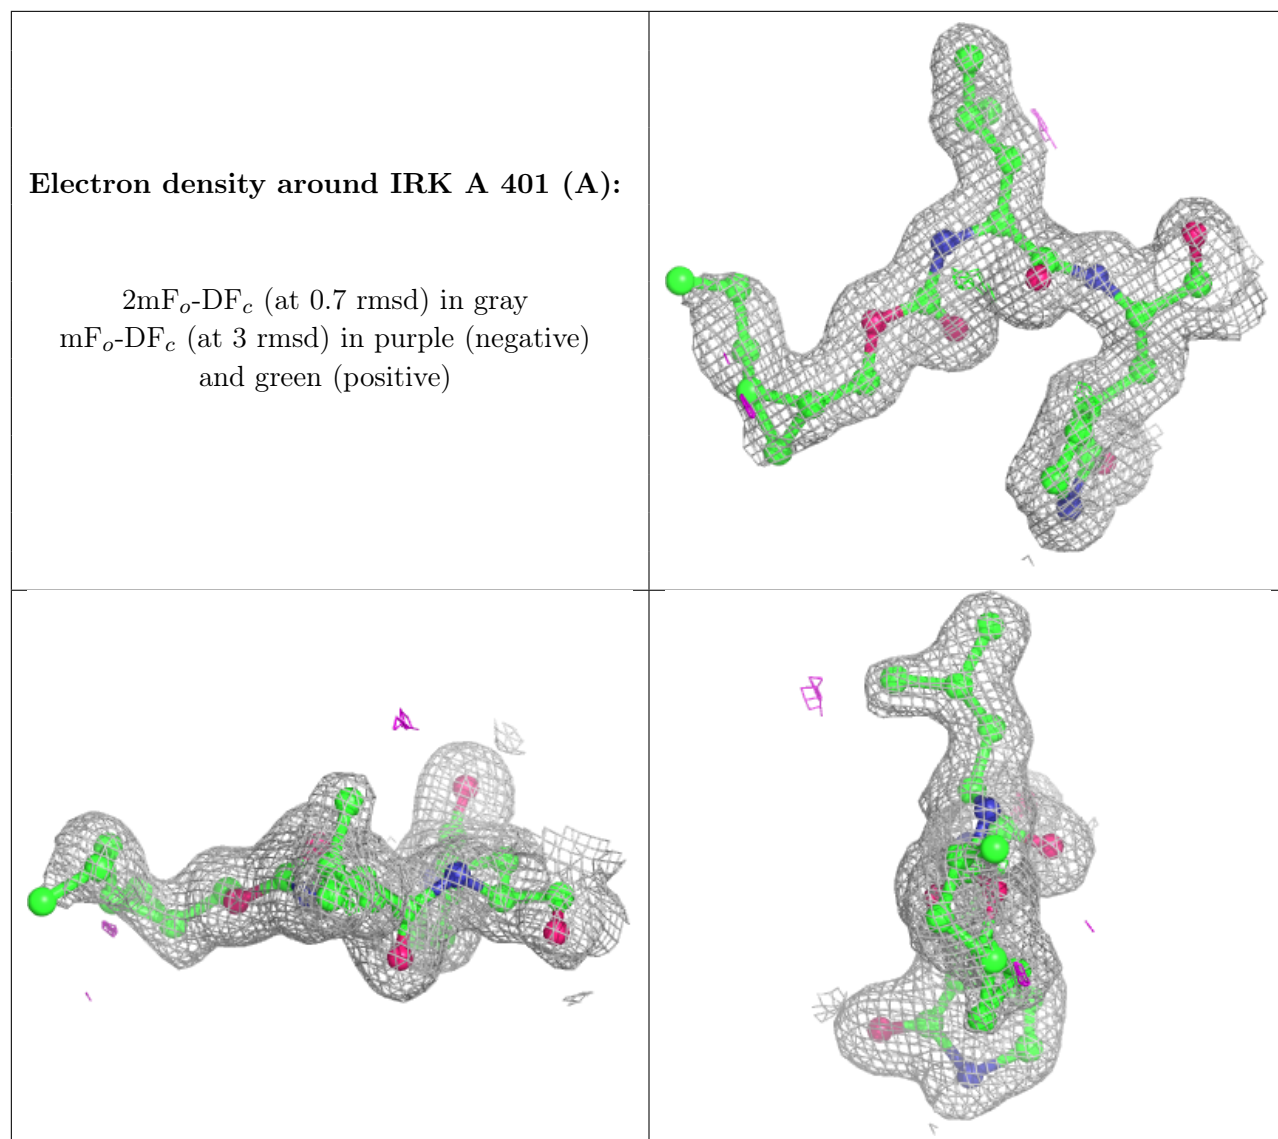 Electron density around IRK A 401 (A):
2mFₒ-DF𝒸 (at 0.7 rmsd) in gray
mFₒ-DF𝒸 (at 3 rmsd) in purple (negative)
and green (positive)